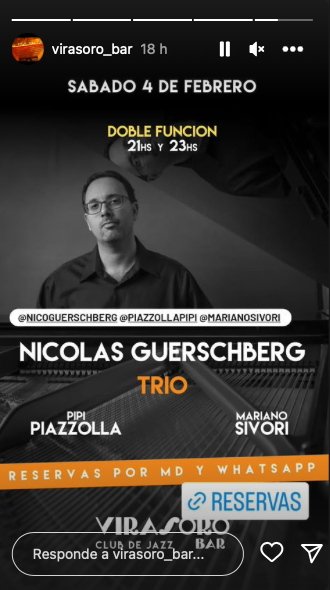 virasoro_bar 18 h
SABADO 4 DE FEBRERO
DOBLE FUNCION
21HS Y 23HS
@NICOGUERSCHBERG @PIAZZOLLAPIPI @MARIANOSIVORI
NICOLAS GUERSCHBERG
TRIO
PIPI
PIAZZOLLA
MARIANO
SIVORI
RESERVAS POR MD Y WHATSAPP
RESERVAS
VIRASORO
CLUB DE JAZZ BAR
Responde a virasoro_bar...